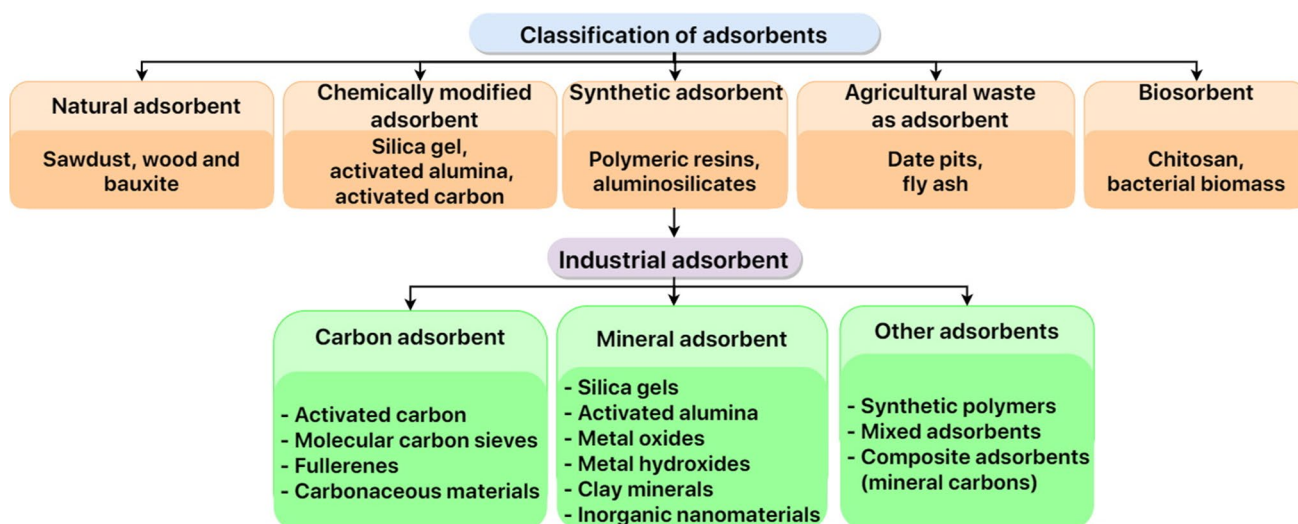 Classification of adsorbents
Natural adsorbent
Sawdust, wood and
bauxite
Chemically modified
adsorbent
Silica gel,
activated alumina,
activated carbon
Synthetic adsorbent
Polymeric resins,
aluminosilicates
Agricultural waste
as adsorbent
Date pits,
fly ash
Biosorbent
Chitosan,
bacterial biomass
Industrial adsorbent
Carbon adsorbent
- Activated carbon
- Molecular carbon sieves
- Fullerenes
- Carbonaceous materials
Mineral adsorbent
- Silica gels
- Activated alumina
- Metal oxides
- Metal hydroxides
- Clay minerals
- Inorganic nanomaterials
Other adsorbents
- Synthetic polymers
- Mixed adsorbents
- Composite adsorbents
(mineral carbons)